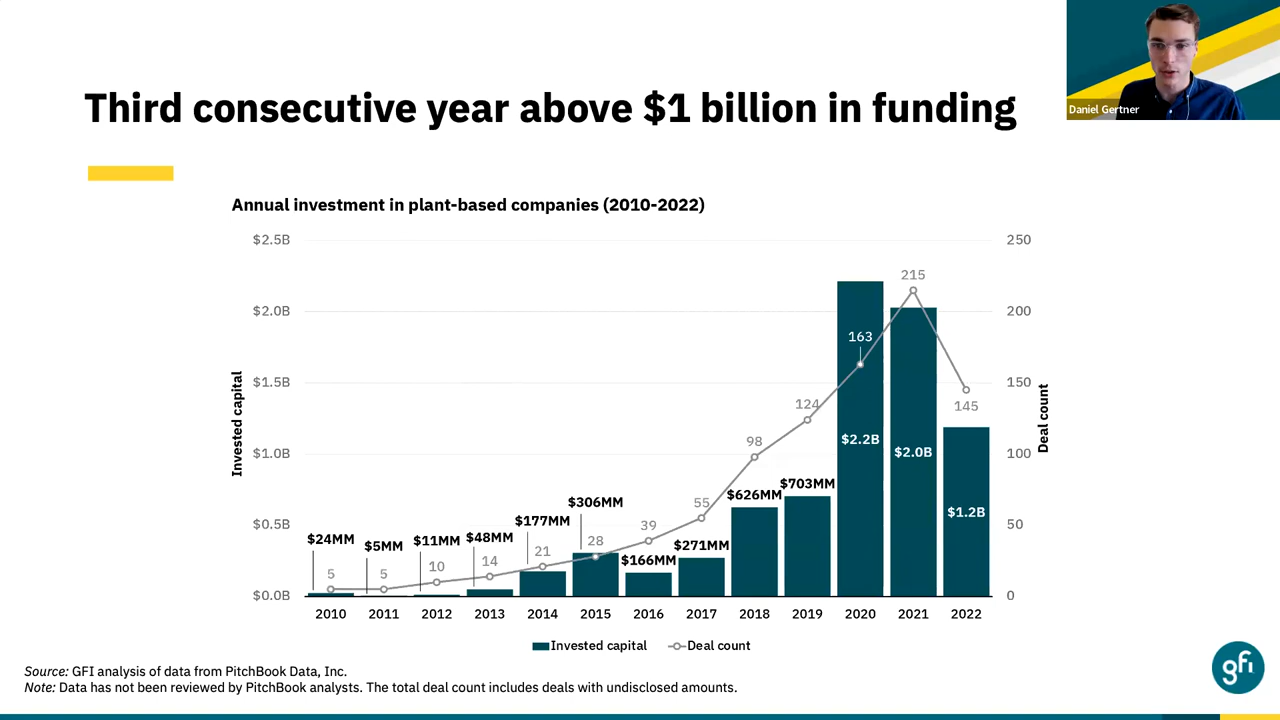 Third consecutive year above $1 billion in funding
Daniel Gertner
Annual investment in plant-based companies (2010-2022)
$2.5B
$2.0B
$1.5B
$1.0B
$0.5B
$0.0B
Invested capital
250
200
150
100
50
0
Deal count
$24MM
$5MM
$11MM
$48MM
$177MM
$306MM
$166MM
$271MM
$626MM
$703MM
$2.2B
$2.0B
$1.2B
5
5
10
14
21
28
39
55
98
124
163
215
145
2010 2011 2012 2013 2014 2015 2016 2017 2018 2019 2020 2021 2022
Invested capital Deal count
Source: GFI analysis of data from PitchBook Data, Inc.
Note: Data has not been reviewed by PitchBook analysts. The total deal count includes deals with undisclosed amounts.
gfi